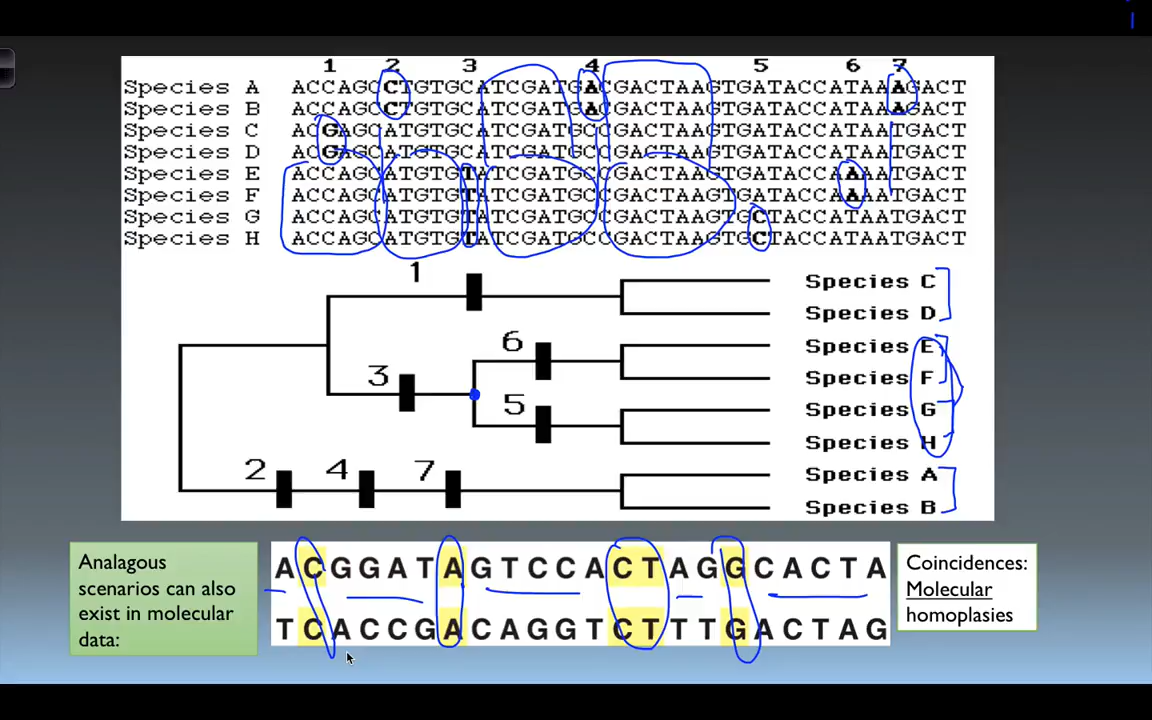 1 2 3 4 5 6 7
Species A ACCAGCCTGTGCATCGATGACGACTAAGTGATACCATAAAGACT
Species B ACCAGCCTGTGCATCGATGACGACTAAGTGATACCATAAAGACT
Species C ACGAGCATGTGCATCGATGCCGACTAAGTGATACCATAATGACT
Species D ACGAGCATGTGCATCGATGCCGACTAAGTGATACCATAATGACT
Species E ACCAGCATGTGTATCGATGCCGACTAAGTGATACCAAAATGACT
Species F ACCAGCATGTGTATCGATGCCGACTAAGTGATACCAAAATGACT
Species G ACCAGCATGTGTATCGATGCCGACTAAGTGCTACCATAATGACT
Species H ACCAGCATGTGTATCGATGCCGACTAAGTGCTACCATAATGACT
1
Species C
Species D
6
Species E
3
Species F
5
Species G
Species H
2 4 7
Species A
Species B
Analagous
scenarios can also
exist in molecular
data:
ACGGATAGTCCACTAGGCACTA
TCACCGACAGGTCTTTGACTAG
Coincidences:
Molecular
homoplasies